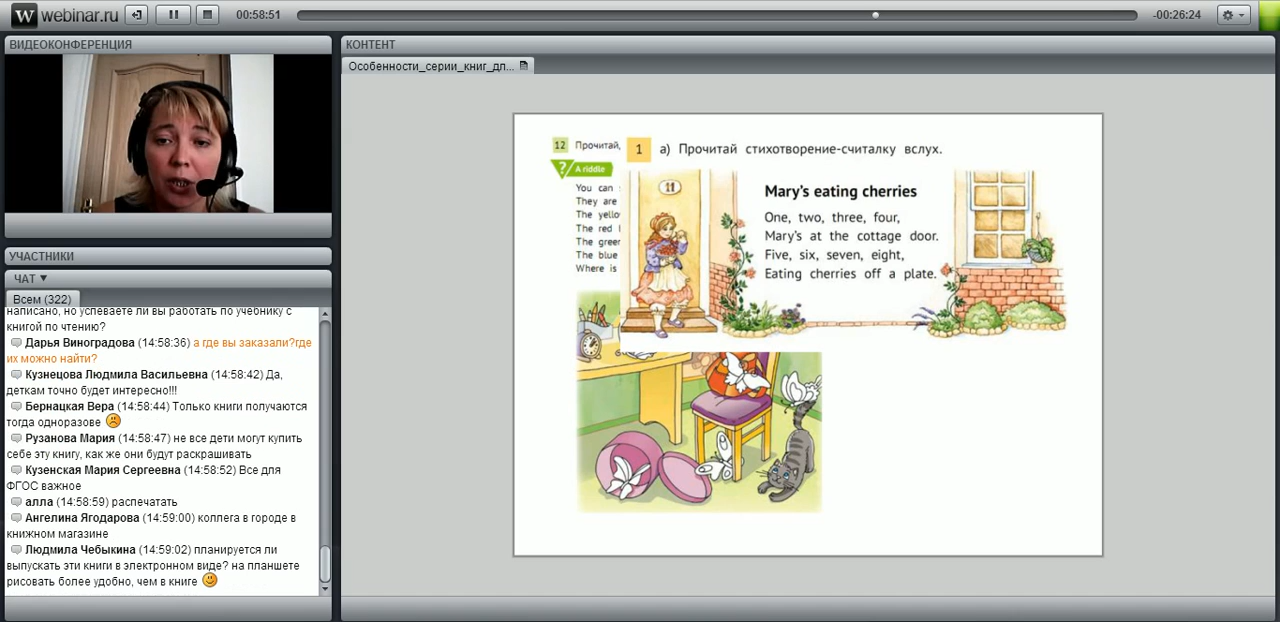 W webinar.ru 00:58:51 -00:26:24
ВИДЕОКОНФЕРЕНЦИЯ
УЧАСТНИКИ
ЧАТ ▼
Всем (322)
написано, но успеваете ли вы работать по учебнику с
книгой по чтению?
Дарья Виноградова (14:58:36) а где вы заказали?где
их можно найти?
Кузнецова Людмила Васильевна (14:58:42) Да,
деткам точно будет интересно!!!
Бернацкая Вера (14:58:44) Только книги получаются
тогда одноразове
Рузанова Мария (14:58:47) не все дети могут купить
себе эту книгу, как же они будут раскрашивать
Кузенская Мария Сергеевна (14:58:52) Все для
ФГОС важное
алла (14:58:59) распечатать
Ангелина Ягодарова (14:59:00) коллега в городе в
книжном магазине
Людмила Чебыкина (14:59:02) планируется ли
выпускать эти книги в электронном виде? на планшете
рисовать более удобно, чем в книге
КОНТЕНТ
Особенности_серии_книг_дл...
12 Прочитай,
? A riddle
You can
They are
The yello
The red
The green
The blue
Where is
1 а) Прочитай стихотворение-считалку вслух.
11
Mary's eating cherries
One, two, three, four,
Mary's at the cottage door.
Five, six, seven, eight,
Eating cherries off a plate.